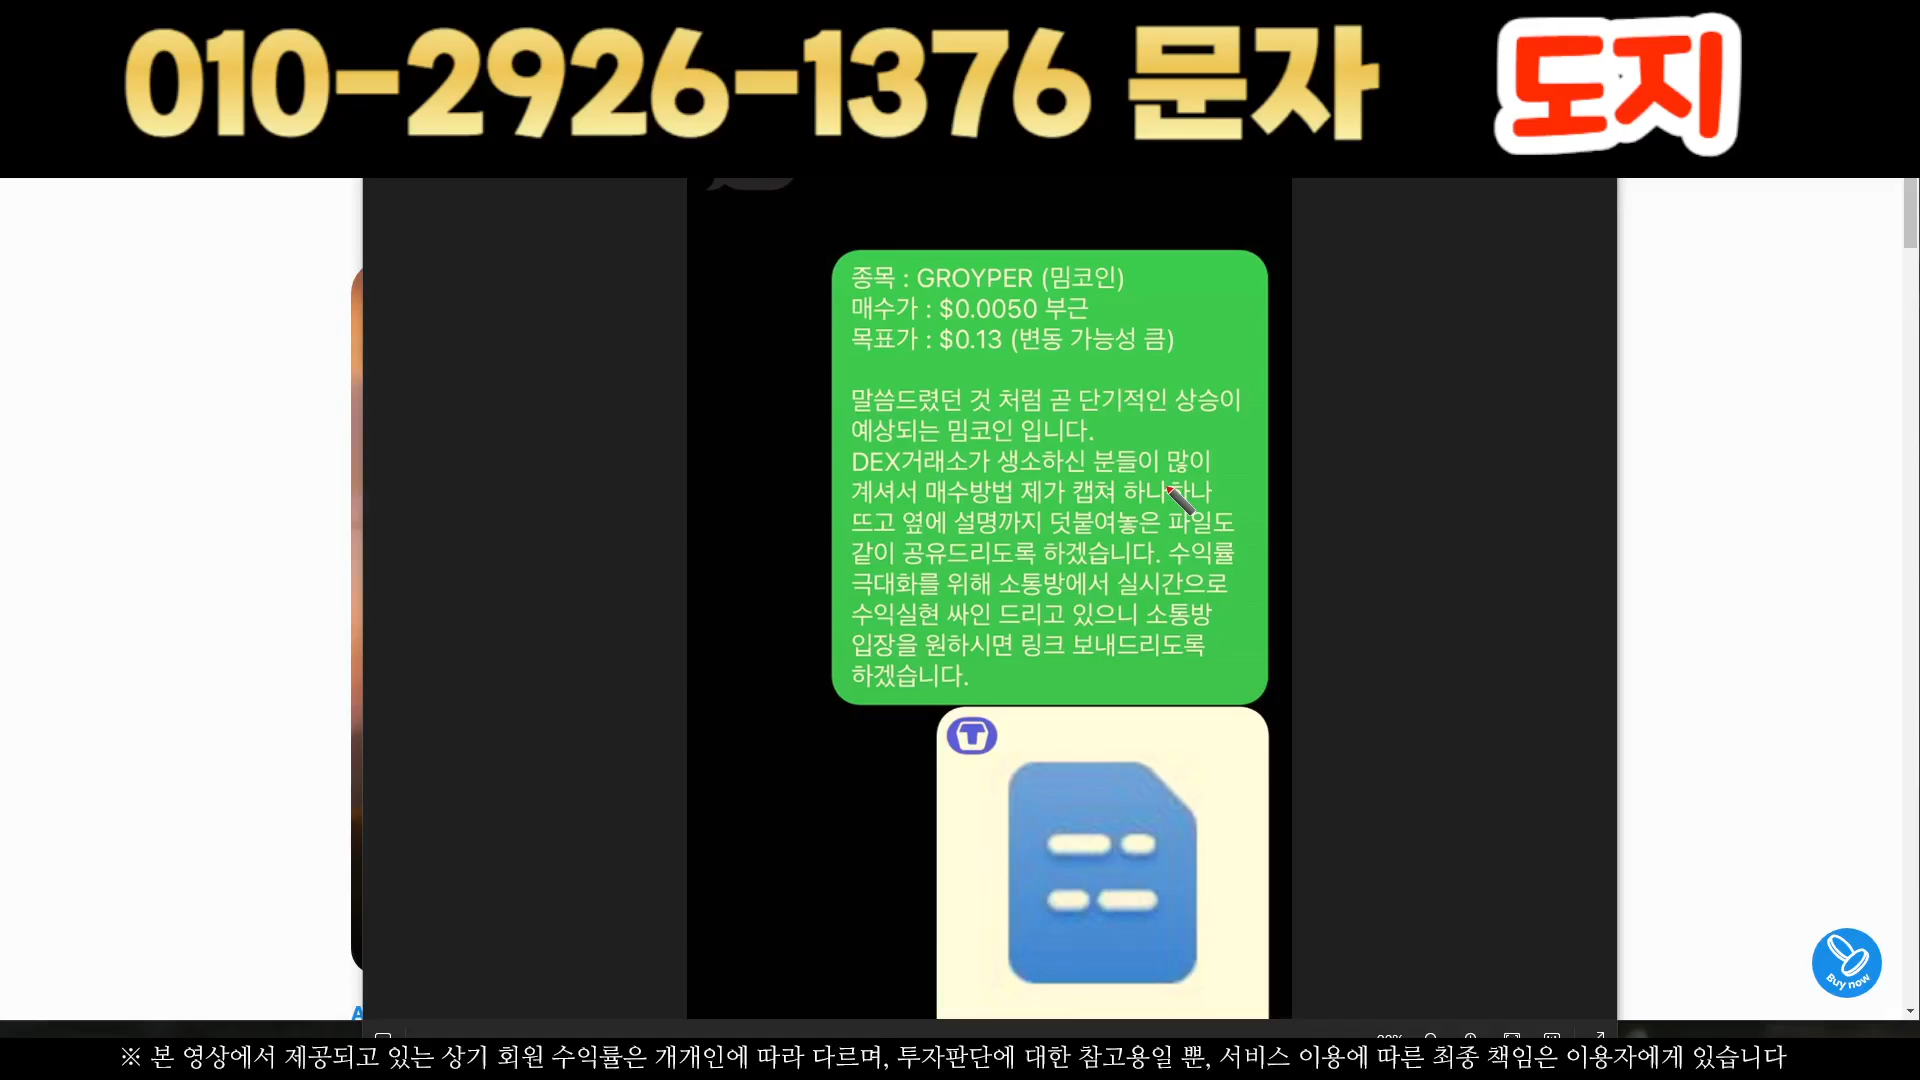 010-2926-1376 문자 도지
종목 : GROYPER (밈코인)
매수가 : $0.0050 부근
목표가 : $0.13 (변동 가능성 큼)
말씀드렸던 것 처럼 곧 단기적인 상승이
예상되는 밈코인 입니다.
DEX거래소가 생소하신 분들이 많이
계셔서 매수방법 제가 캡쳐 하나하나
뜨고 옆에 설명까지 덧붙여놓은 파일도
같이 공유드리도록 하겠습니다. 수익률
극대화를 위해 소통방에서 실시간으로
수익실현 싸인 드리고 있으니 소통방
입장을 원하시면 링크 보내드리도록
하겠습니다.
T
Buy now
A
※ 본 영상에서 제공되고 있는 상기 회원 수익률은 개개인에 따라 다르며, 투자판단에 대한 참고용일 뿐, 서비스 이용에 따른 최종 책임은 이용자에게 있습니다